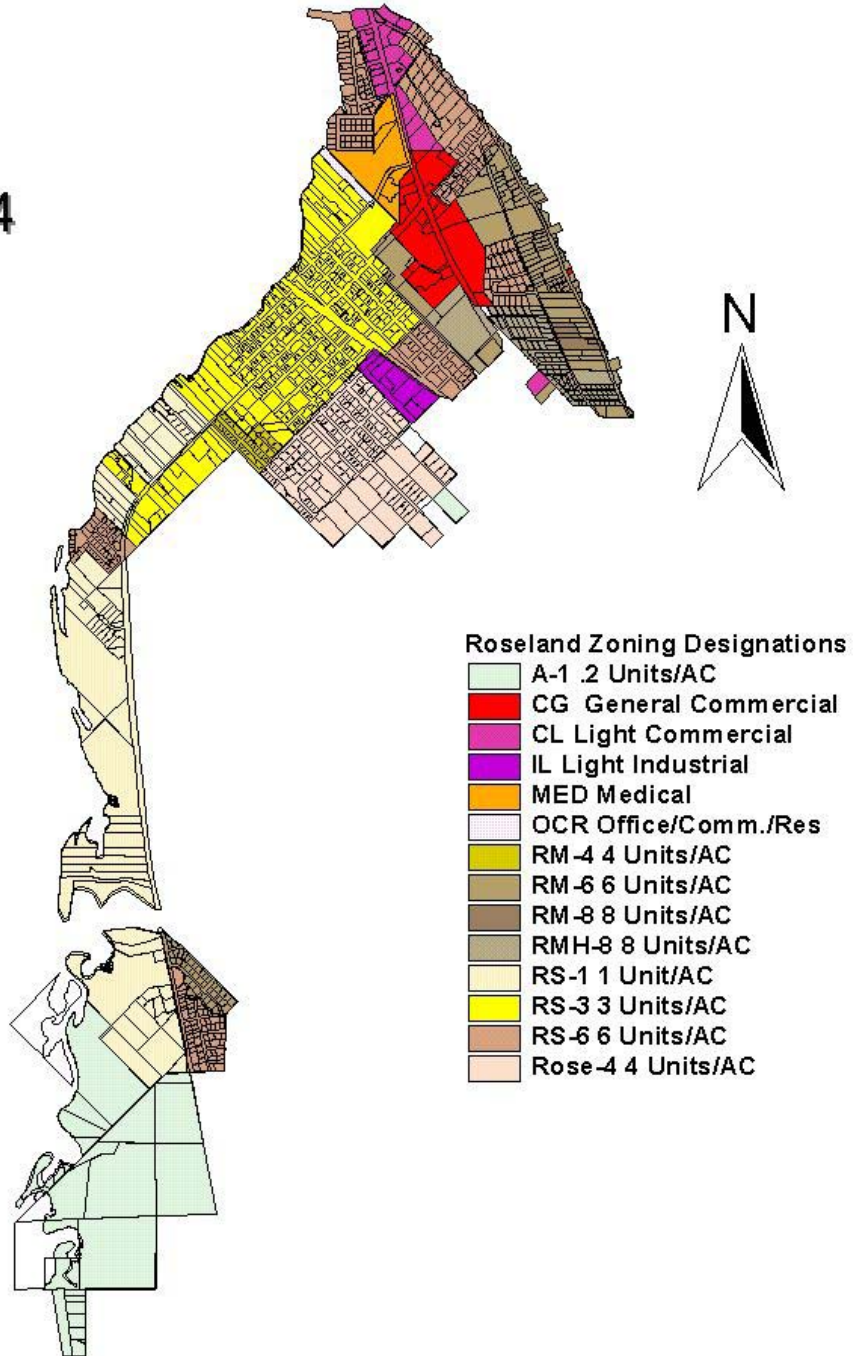 4
N
Roseland Zoning Designations
A-1 .2 Units/AC
CG General Commercial
CL Light Commercial
IL Light Industrial
MED Medical
OCR Office/Comm./Res
RM-4 4 Units/AC
RM-6 6 Units/AC
RM-8 8 Units/AC
RMH-8 8 Units/AC
RS-1 1 Unit/AC
RS-3 3 Units/AC
RS-6 6 Units/AC
Rose-4 4 Units/AC